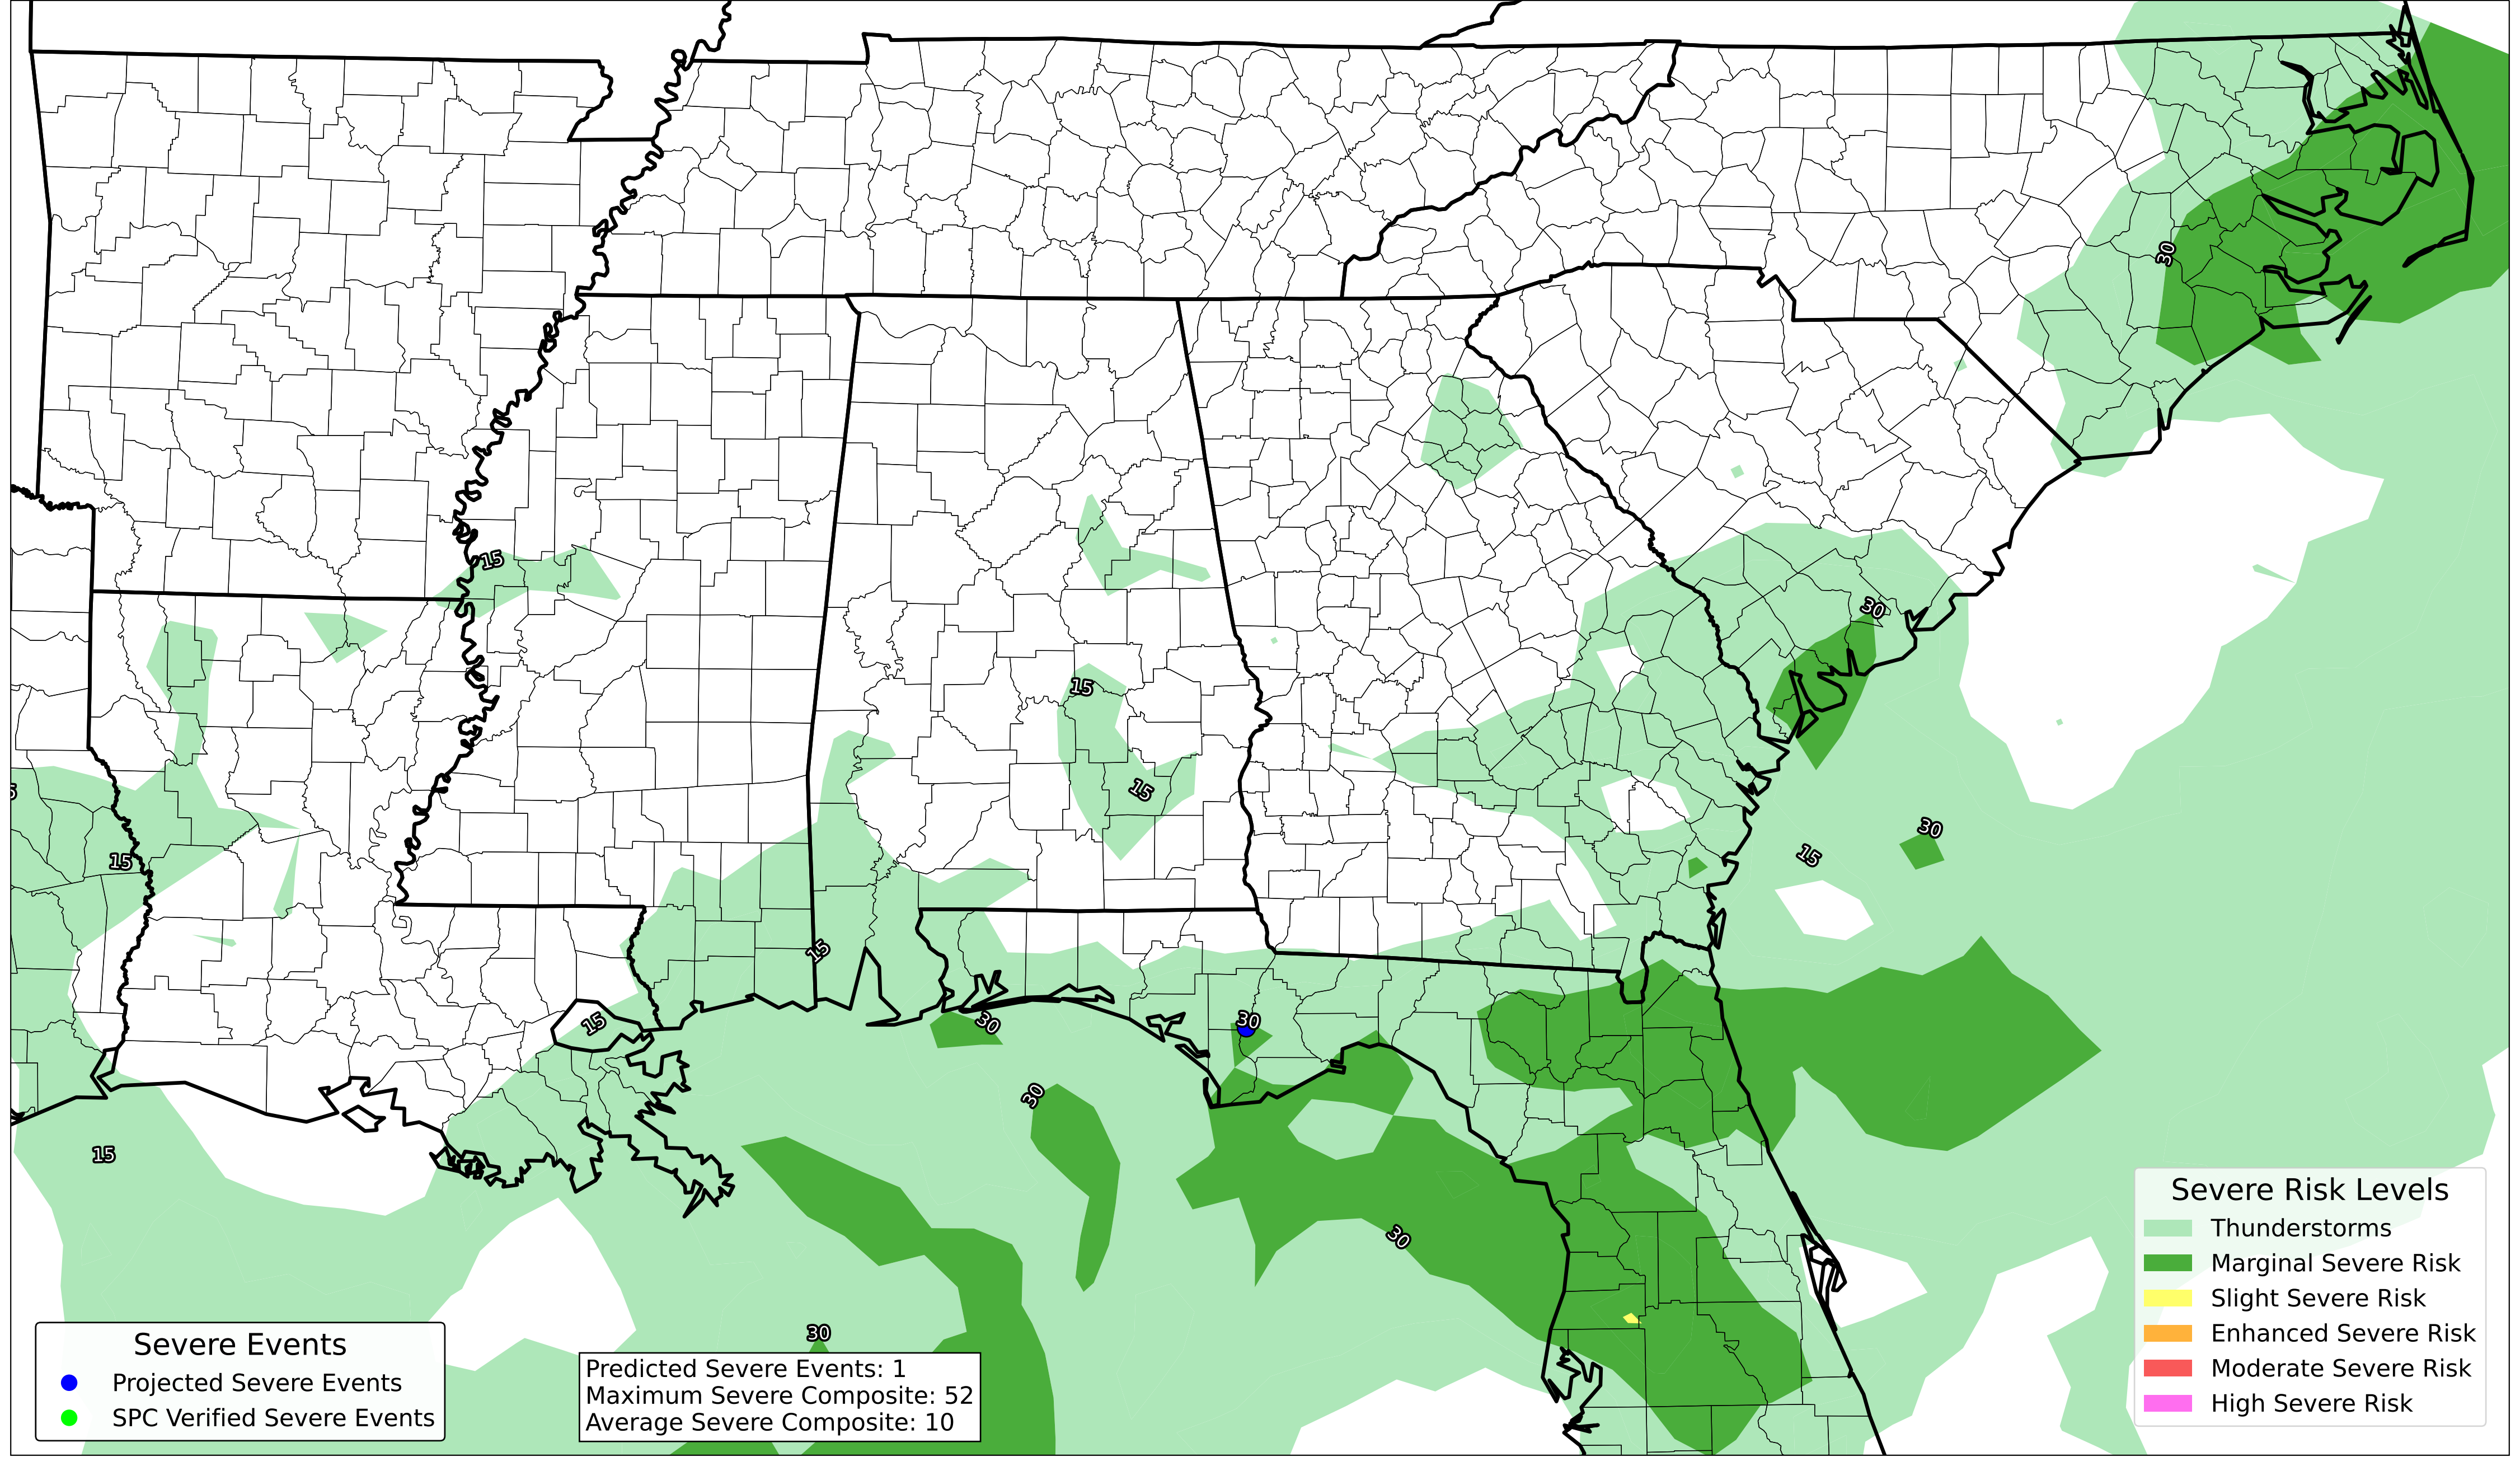 30
15
30
15
15
5
15
30
15
15
30
15
30
30
15
30
30
Severe Risk Levels
Thunderstorms
Marginal Severe Risk
Slight Severe Risk
Enhanced Severe Risk
Moderate Severe Risk
High Severe Risk
Severe Events
Projected Severe Events
SPC Verified Severe Events
Predicted Severe Events: 1
Maximum Severe Composite: 52
Average Severe Composite: 10